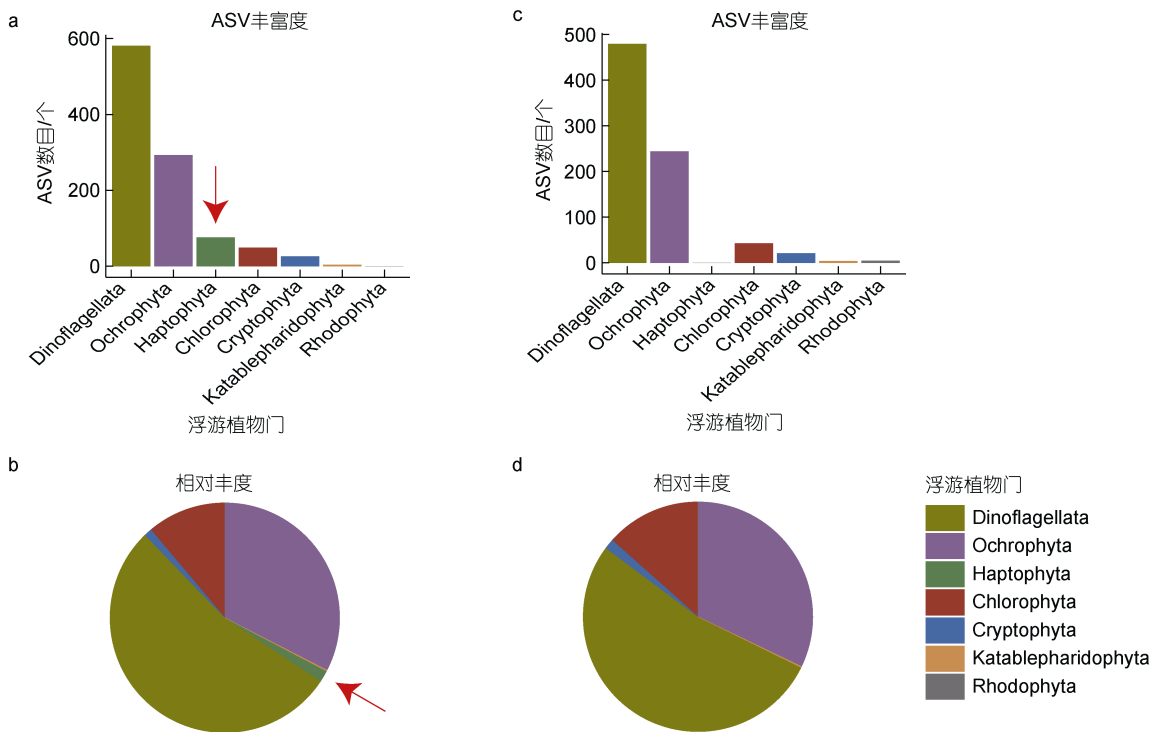 a
ASV丰富度
600
400
200
0
ASV数目/个
Dinoflagellata
Ochrophyta
Haptophyta
Chlorophyta
Cryptophyta
Katablepharidophyta
Rhodophyta
浮游植物门
c
ASV丰富度
500
400
300
200
100
0
ASV数目/个
Dinoflagellata
Ochrophyta
Haptophyta
Chlorophyta
Cryptophyta
Katablepharidophyta
Rhodophyta
浮游植物门
b
相对丰度
d
相对丰度
浮游植物门
Dinoflagellata
Ochrophyta
Haptophyta
Chlorophyta
Cryptophyta
Katablepharidophyta
Rhodophyta